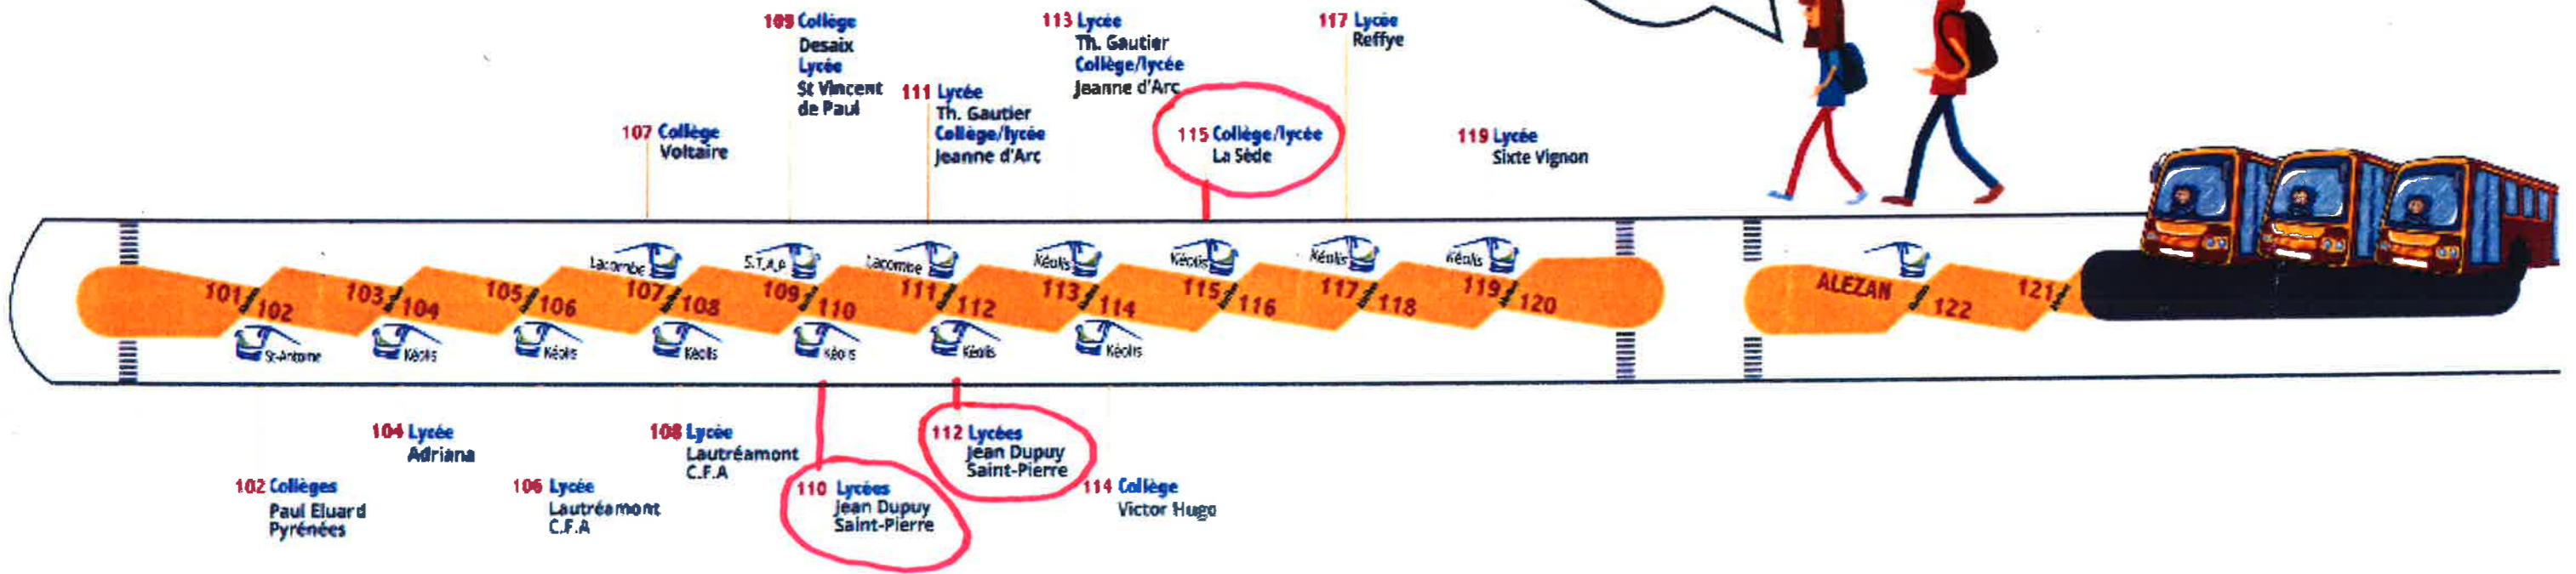 109 Collège
Desaix
Lycée
St Vincent
de Paul
113 Lycée
Th. Gautier
Collège/lycée
Jeanne d'Arc
117 Lycée
Reffye
111 Lycée
Th. Gautier
Collège/lycée
Jeanne d'Arc
107 Collège
Voltaire
115 Collège/lycée
La Sède
119 Lycée
Sixte Vignon
Lacombe
S.T.A.P
Lacombe
Kéolis
Kéolis
Kéolis
Kéolis
101 103 105 107 109 111 113 115 117 119 ALEZAN 121
102 104 106 108 110 112 114 116 118 120 122
St-Antoine
Kéolis
Kéolis
Kéolis
Kéolis
Kéolis
Kéolis
104 Lycée
Adriana
108 Lycée
Lautréamont
C.F.A
112 Lycées
Jean Dupuy
Saint-Pierre
102 Collèges
Paul Eluard
Pyrénées
106 Lycée
Lautréamont
C.F.A
110 Lycées
Jean Dupuy
Saint-Pierre
114 Collège
Victor Hugo